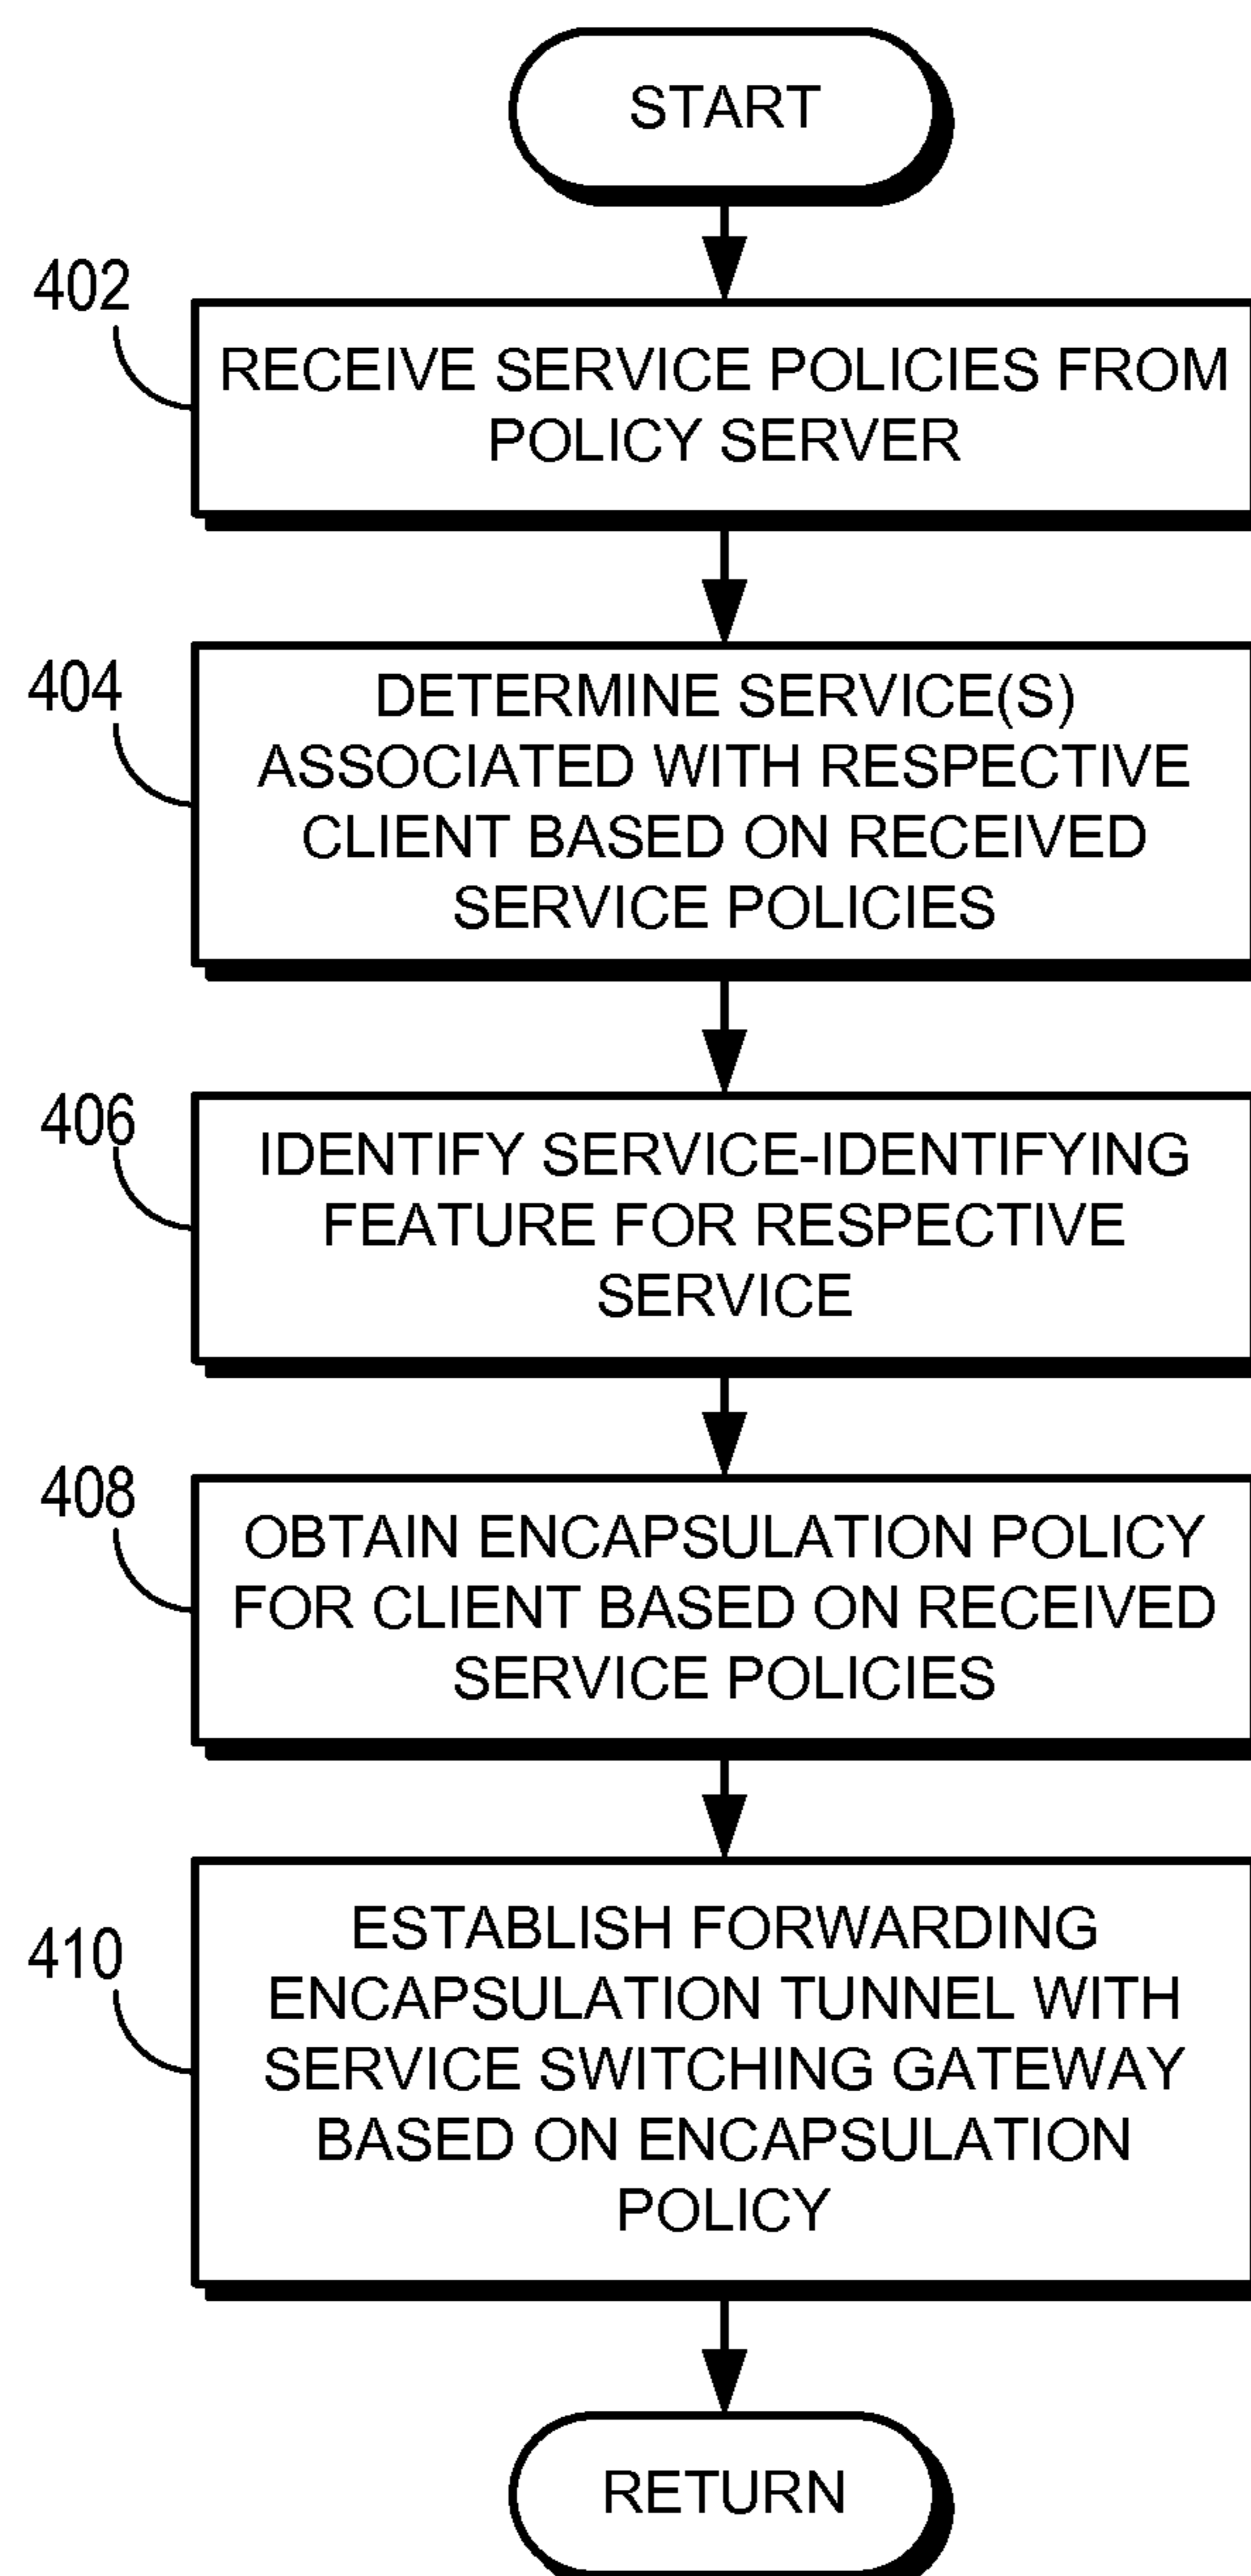 START
402
RECEIVE SERVICE POLICIES FROM
POLICY SERVER
404
DETERMINE SERVICE(S)
ASSOCIATED WITH RESPECTIVE
CLIENT BASED ON RECEIVED
SERVICE POLICIES
406
IDENTIFY SERVICE-IDENTIFYING
FEATURE FOR RESPECTIVE
SERVICE
408
OBTAIN ENCAPSULATION POLICY
FOR CLIENT BASED ON RECEIVED
SERVICE POLICIES
410
ESTABLISH FORWARDING
ENCAPSULATION TUNNEL WITH
SERVICE SWITCHING GATEWAY
BASED ON ENCAPSULATION
POLICY
RETURN